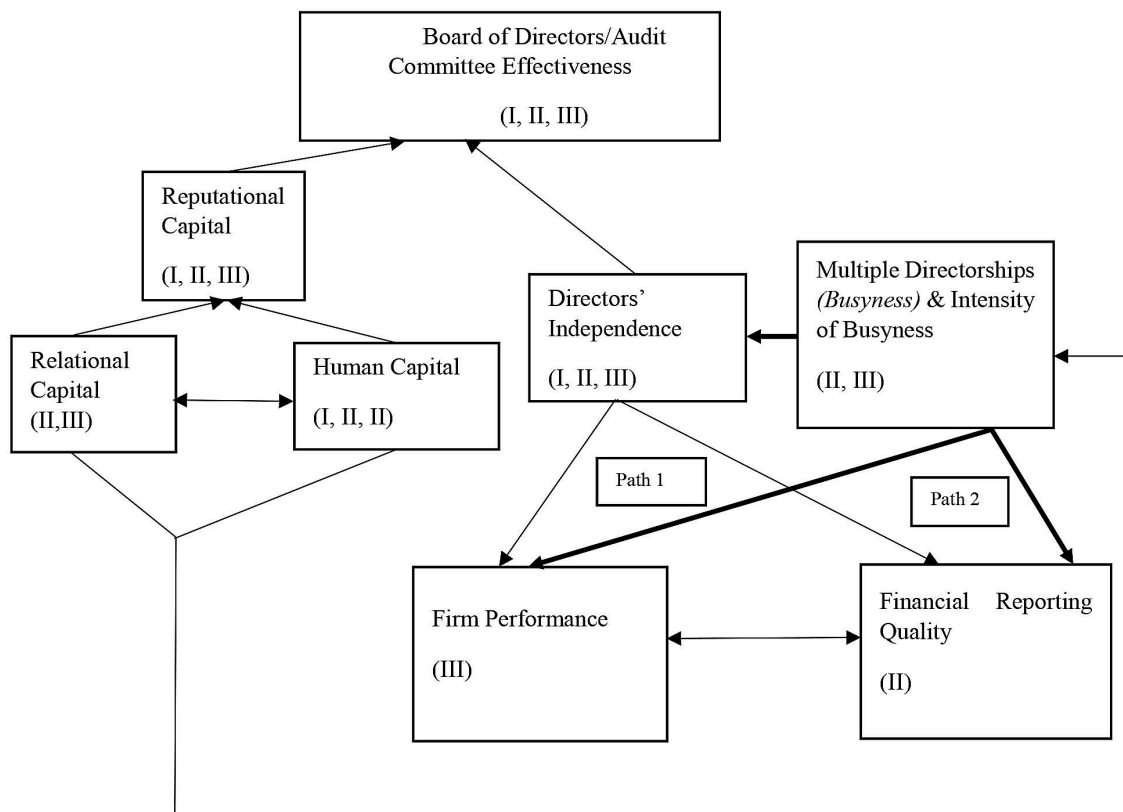 Board of Directors/Audit
Committee Effectiveness
(I, II, III)
Reputational
Capital
(I, II, III)
Relational
Capital
(II,III)
Human Capital
(I, II, II)
Directors’
Independence
(I, II, III)
Multiple Directorships
(Busyness) & Intensity
of Busyness
(II, III)
Path 1
Path 2
Firm Performance
(III)
Financial Reporting
Quality
(II)